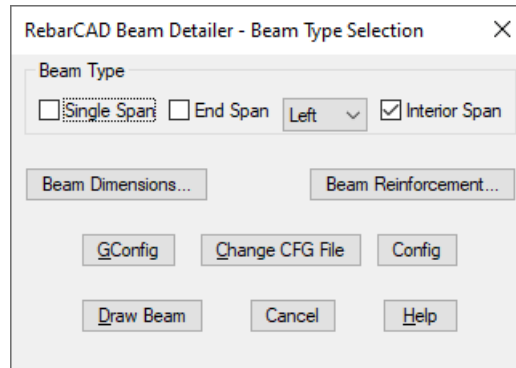 RebarCAD Beam Detailer - Beam Type Selection
Beam Type
Single Span End Span Left Interior Span
Beam Dimensions... Beam Reinforcement...
GConfig Change CFG File Config
Draw Beam Cancel Help